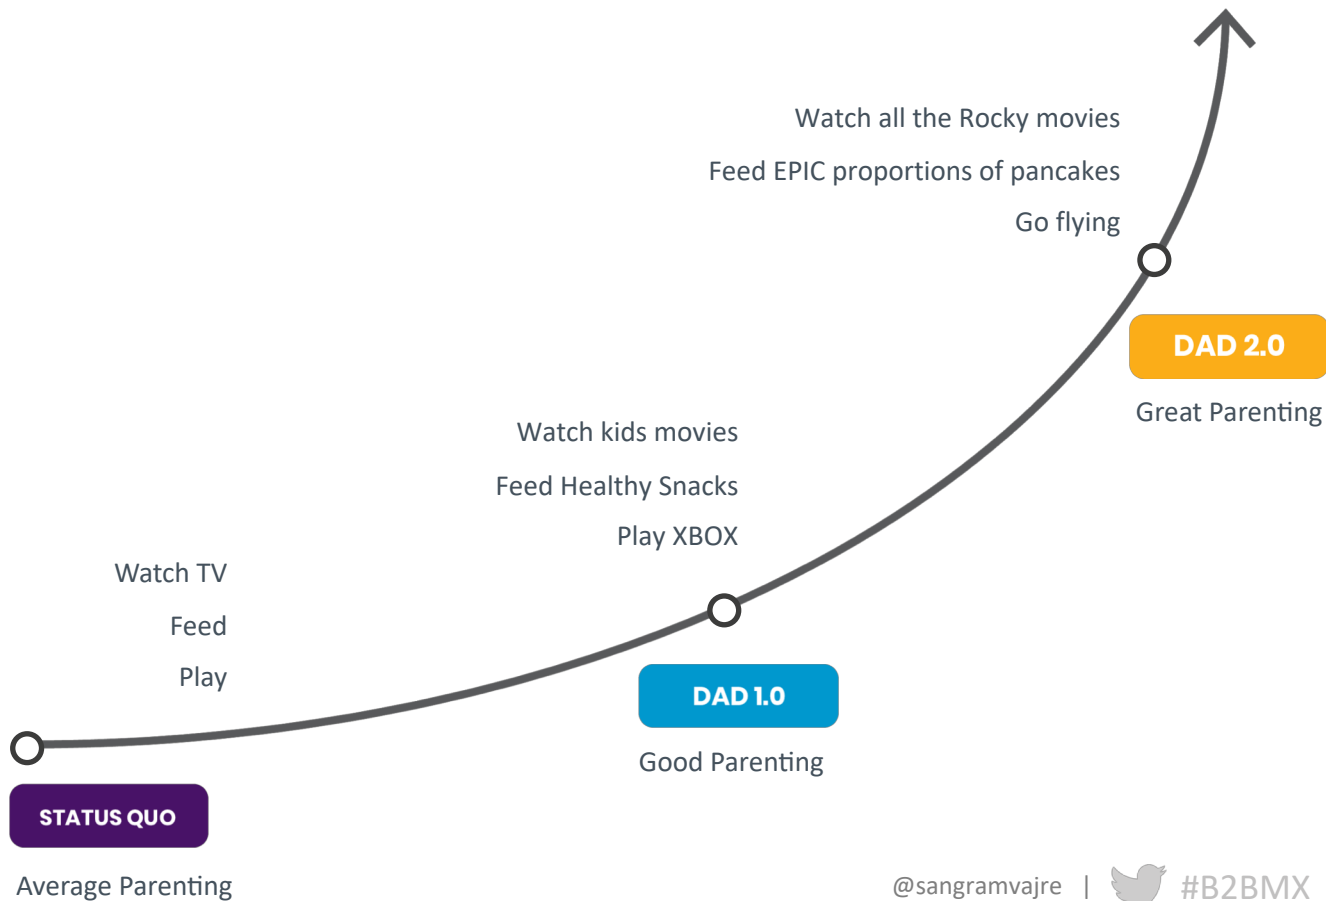 Watch all the Rocky movies
Feed EPIC proportions of pancakes
Go flying
DAD 2.0
Great Parenting
Watch kids movies
Feed Healthy Snacks
Play XBOX
DAD 1.0
Good Parenting
Watch TV
Feed
Play
STATUS QUO
Average Parenting
@sangramvajre | #B2BMX